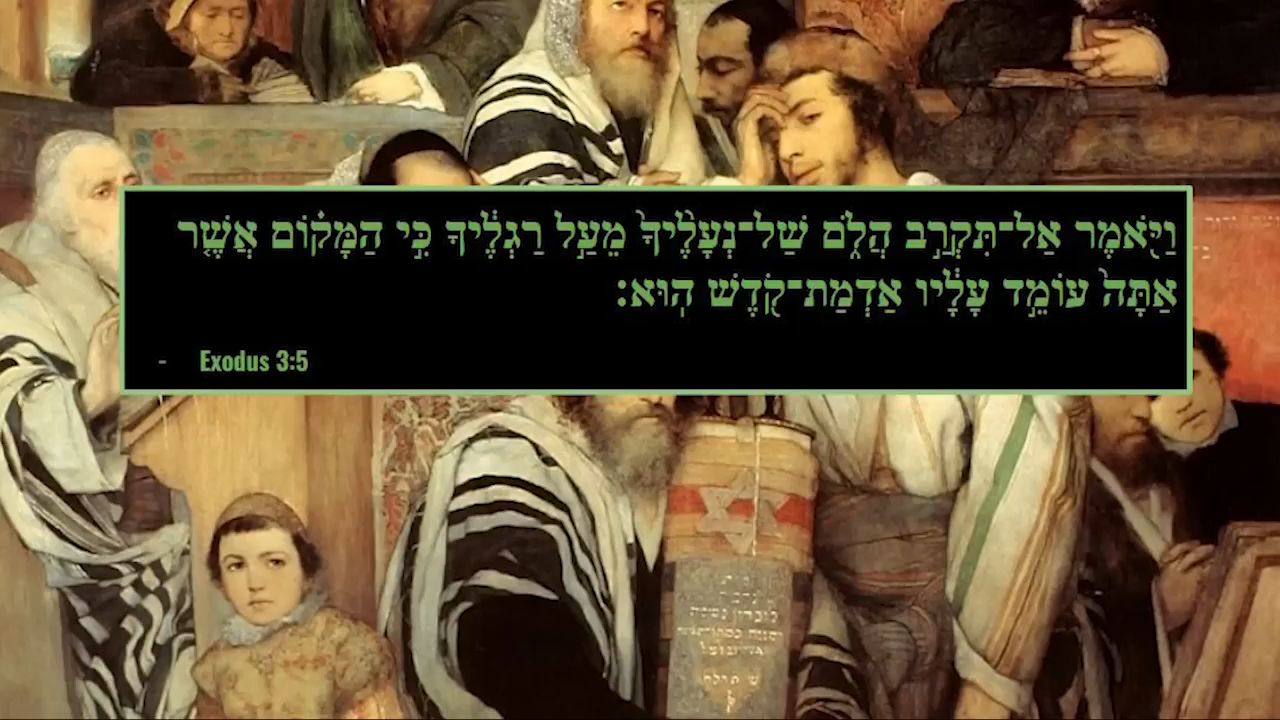 וַיֹּ֖אמֶר אַל־תִּקְרַ֣ב הֲלֹ֑ם שַׁל־נְעָלֶ֙יךָ֙ מֵעַ֣ל רַגְלֶ֔יךָ כִּ֣י הַמָּק֗וֹם אֲשֶׁ֤ר
אַתָּה֙ עוֹמֵ֣ד עָלָ֔יו אַדְמַת־קֹ֖דֶשׁ הֽוּא׃
- Exodus 3:5